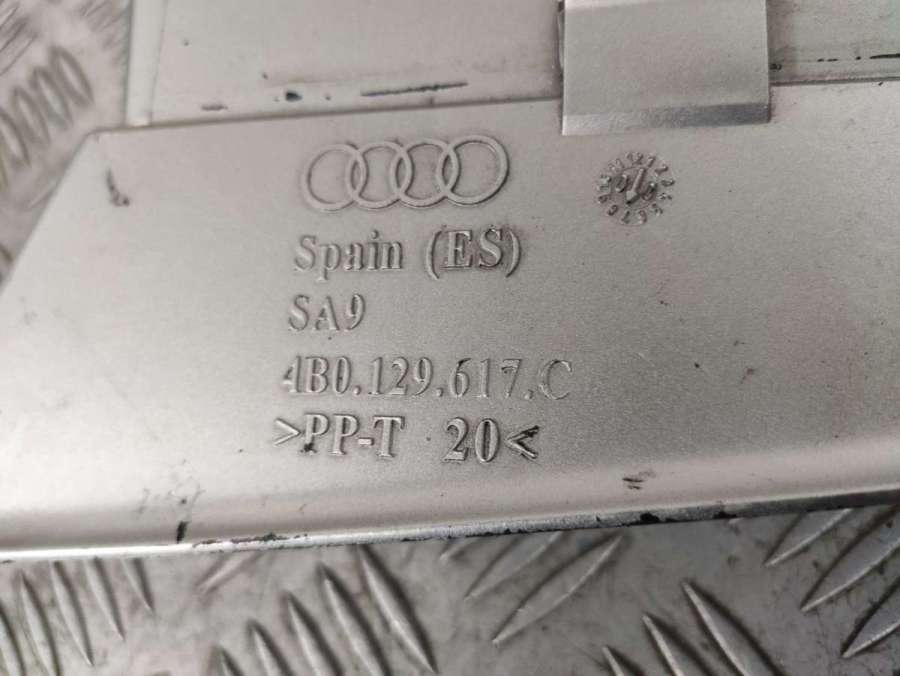 Spain (ES)
SA9
4B0.129.617.C
>PP-T 20<